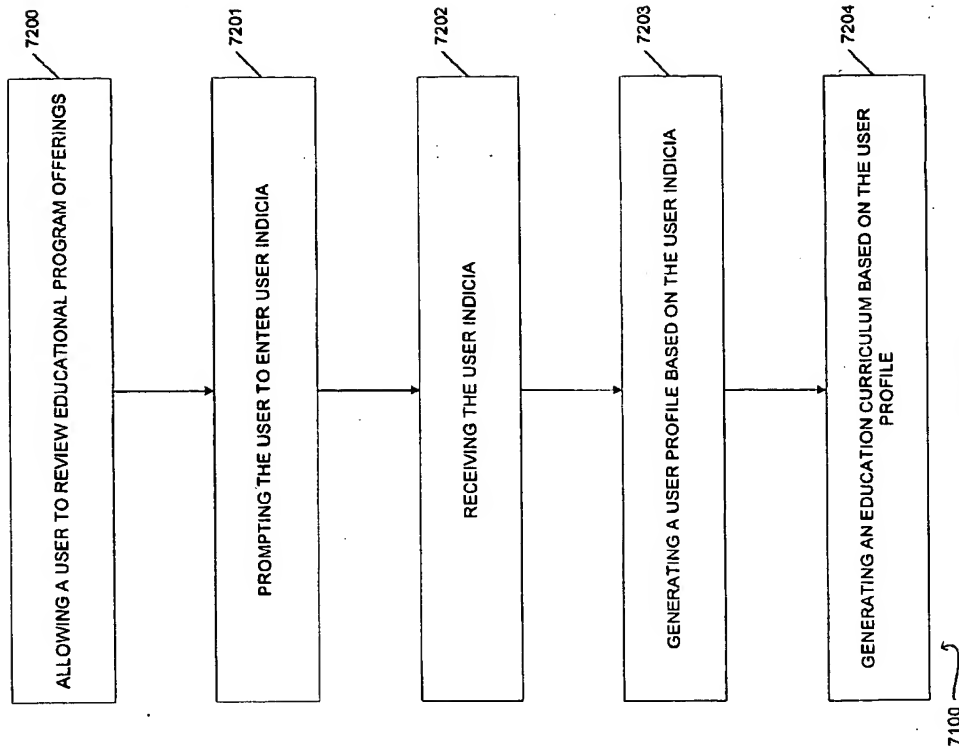 7200
ALLOWING A USER TO REVIEW EDUCATIONAL PROGRAM OFFERINGS
7201
PROMPTING THE USER TO ENTER USER INDICIA
7202
RECEIVING THE USER INDICIA
7203
GENERATING A USER PROFILE BASED ON THE USER INDICIA
7204
GENERATING AN EDUCATION CURRICULUM BASED ON THE USER
PROFILE
7100